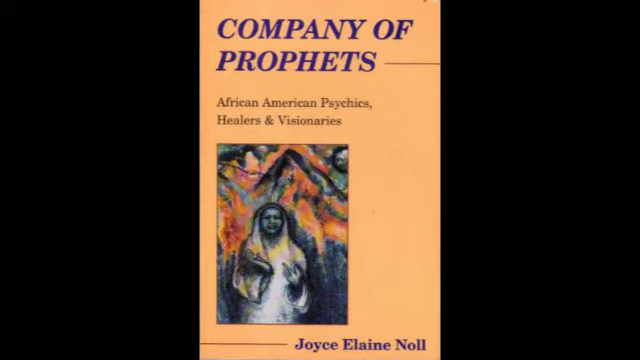 COMPANY OF
PROPHETS
African American Psychics,
Healers & Visionaries
Joyce Elaine Noll